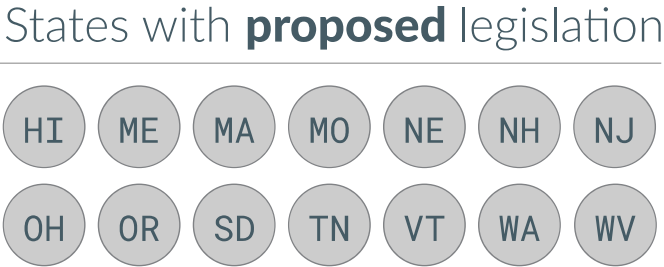 States with proposed legislation
HI ME MA MO NE NH NJ
OH OR SD TN VT WA WV